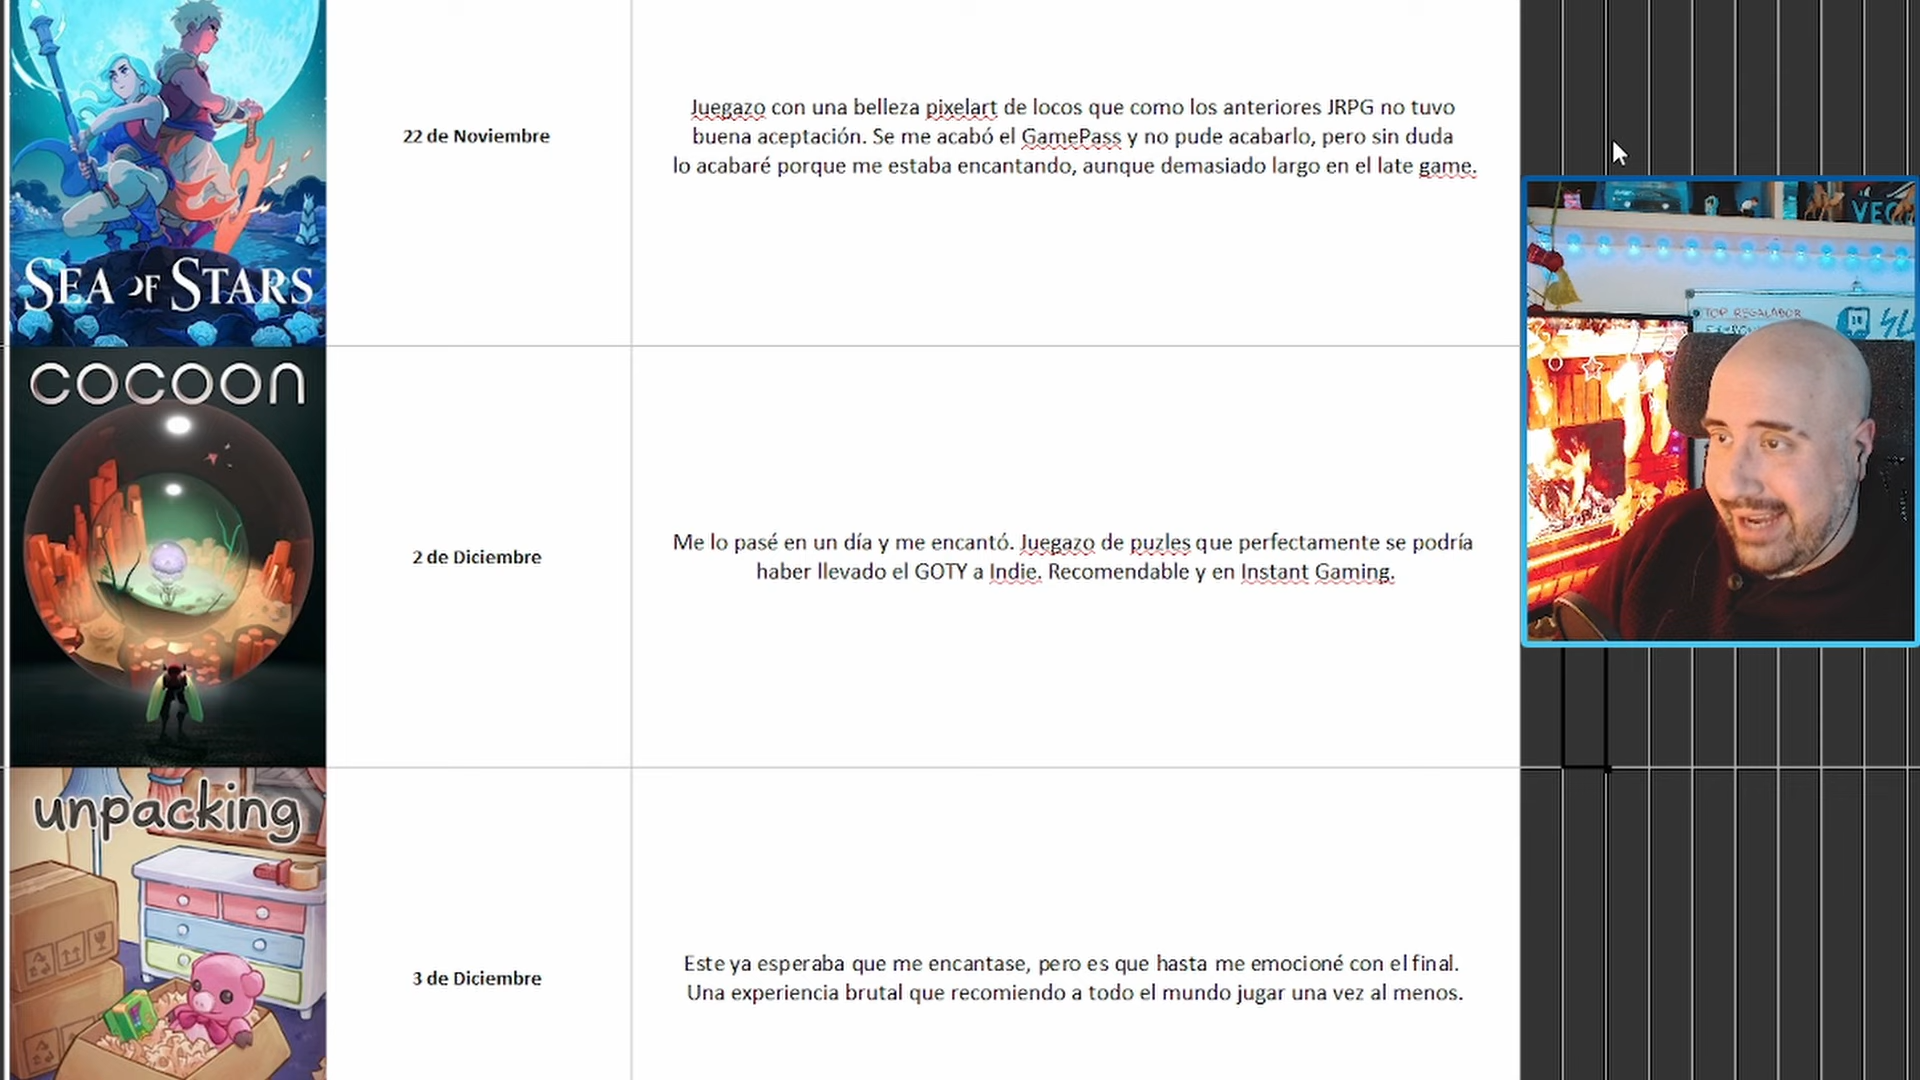 SEA OF STARS
22 de Noviembre
Juegazo con una belleza pixelart de locos que como los anteriores JRPG no tuvo
buena aceptación. Se me acabó el GamePass y no pude acabarlo, pero sin duda
lo acabaré porque me estaba encantando, aunque demasiado largo en el late game.
TOP REGALADOR
COCOON
2 de Diciembre
Me lo pasé en un día y me encantó. Juegazo de puzles que perfectamente se podría
haber llevado el GOTY a Indie. Recomendable y en Instant Gaming.
unpacking
3 de Diciembre
Este ya esperaba que me encantase, pero es que hasta me emocioné con el final.
Una experiencia brutal que recomiendo a todo el mundo jugar una vez al menos.